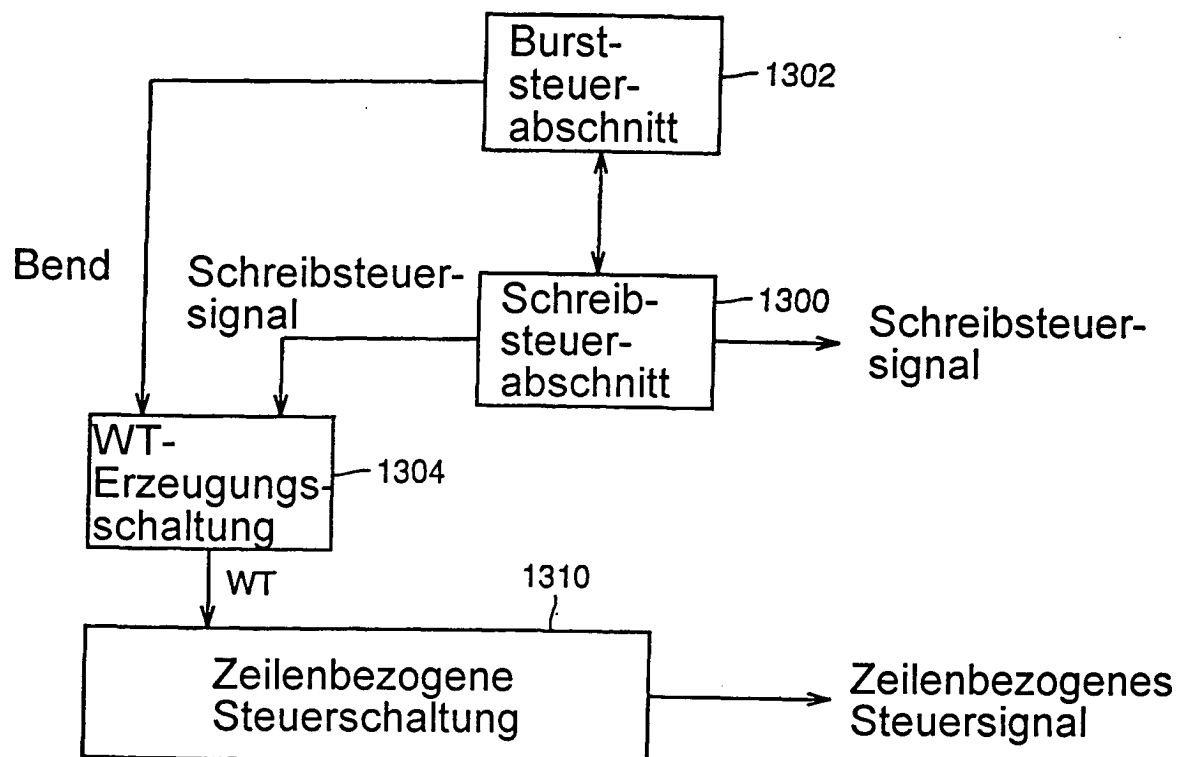 Burst-
steuer-
abschnitt
1302
Bend
Schreibsteuer-
signal
Schreib-
steuer-
abschnitt
1300
Schreibsteuer-
signal
WT-
Erzeugungs-
schaltung
1304
WT
1310
Zeilenbezogene
Steuerschaltung
Zeilenbezogenes
Steuersignal